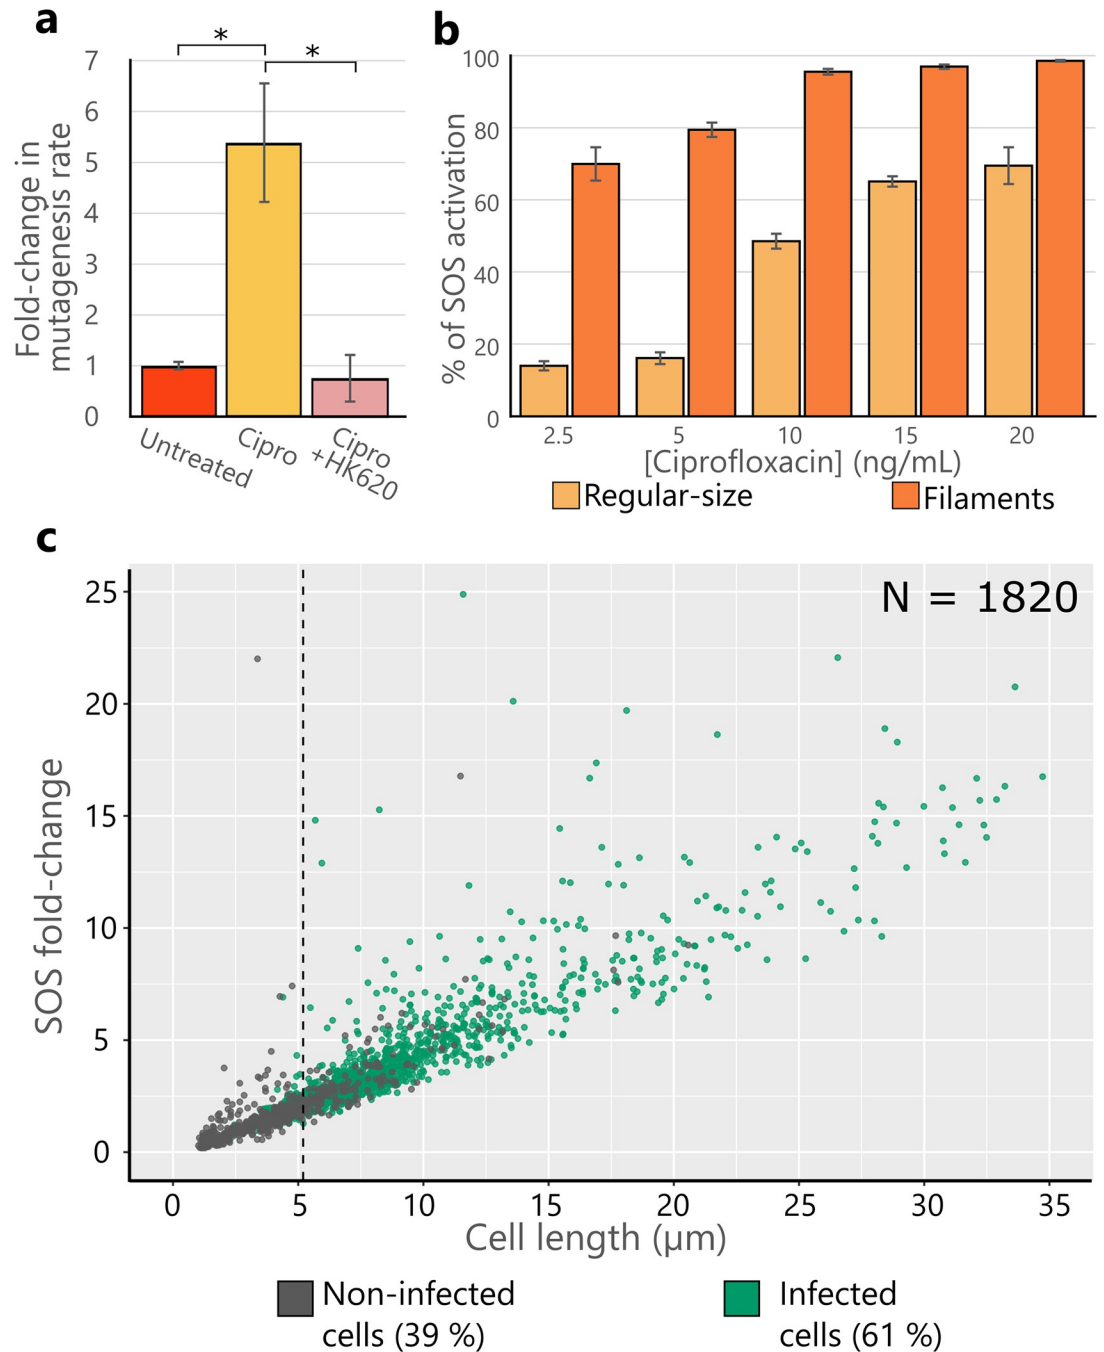 a
*
*
7
6
5
4
3
2
1
0
Fold-change in
mutagenesis rate
Untreated
Cipro
Cipro
+HK620
b
100
80
60
40
20
0
% of SOS activation
2.5 5 10 15 20
[Ciprofloxacin] (ng/mL)
Regular-size Filaments
c
N = 1820
25
20
15
10
5
0
SOS fold-change
0 5 10 15 20 25 30 35
Cell length (μm)
Non-infected
cells (39 %)
Infected
cells (61 %)